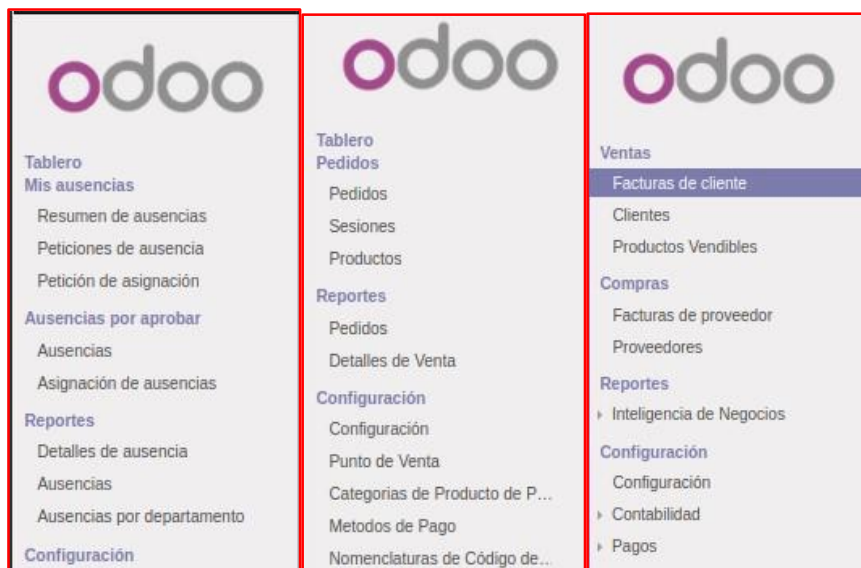 odoo
Tablero
Mis ausencias
Resumen de ausencias
Peticiones de ausencia
Petición de asignación
Ausencias por aprobar
Ausencias
Asignación de ausencias
Reportes
Detalles de ausencia
Ausencias
Ausencias por departamento
Configuración
odoo
Tablero
Pedidos
Pedidos
Sesiones
Productos
Reportes
Pedidos
Detalles de Venta
Configuración
Configuración
Punto de Venta
Categorias de Producto de P...
Metodos de Pago
Nomenclaturas de Código de...
odoo
Ventas
Facturas de cliente
Clientes
Productos Vendibles
Compras
Facturas de proveedor
Proveedores
Reportes
Inteligencia de Negocios
Configuración
Configuración
Contabilidad
Pagos